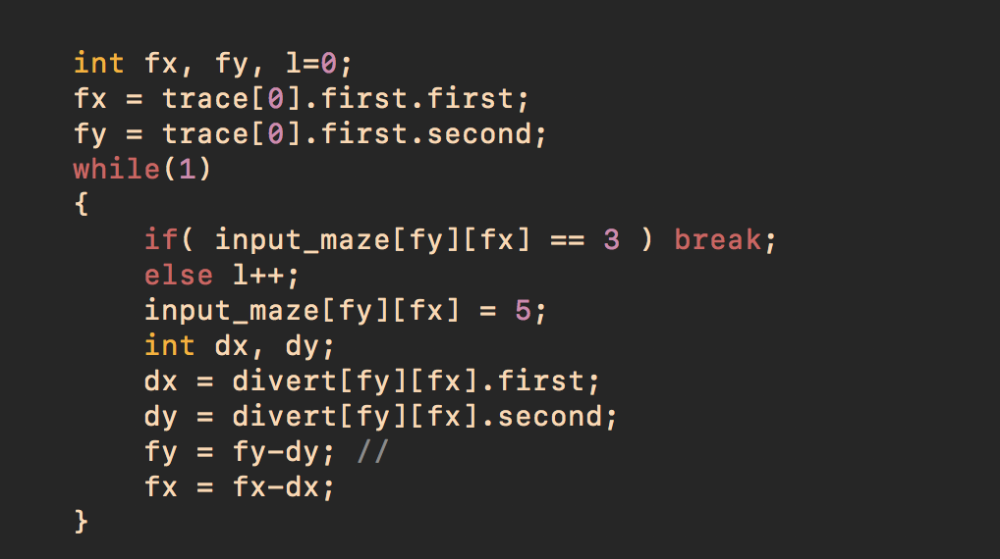 int fx, fy, l=0;
fx = trace[0].first.first;
fy = trace[0].first.second;
while(1)
{
    if( input_maze[fy][fx] == 3 ) break;
    else l++;
    input_maze[fy][fx] = 5;
    int dx, dy;
    dx = divert[fy][fx].first;
    dy = divert[fy][fx].second;
    fy = fy-dy; //
    fx = fx-dx;
}